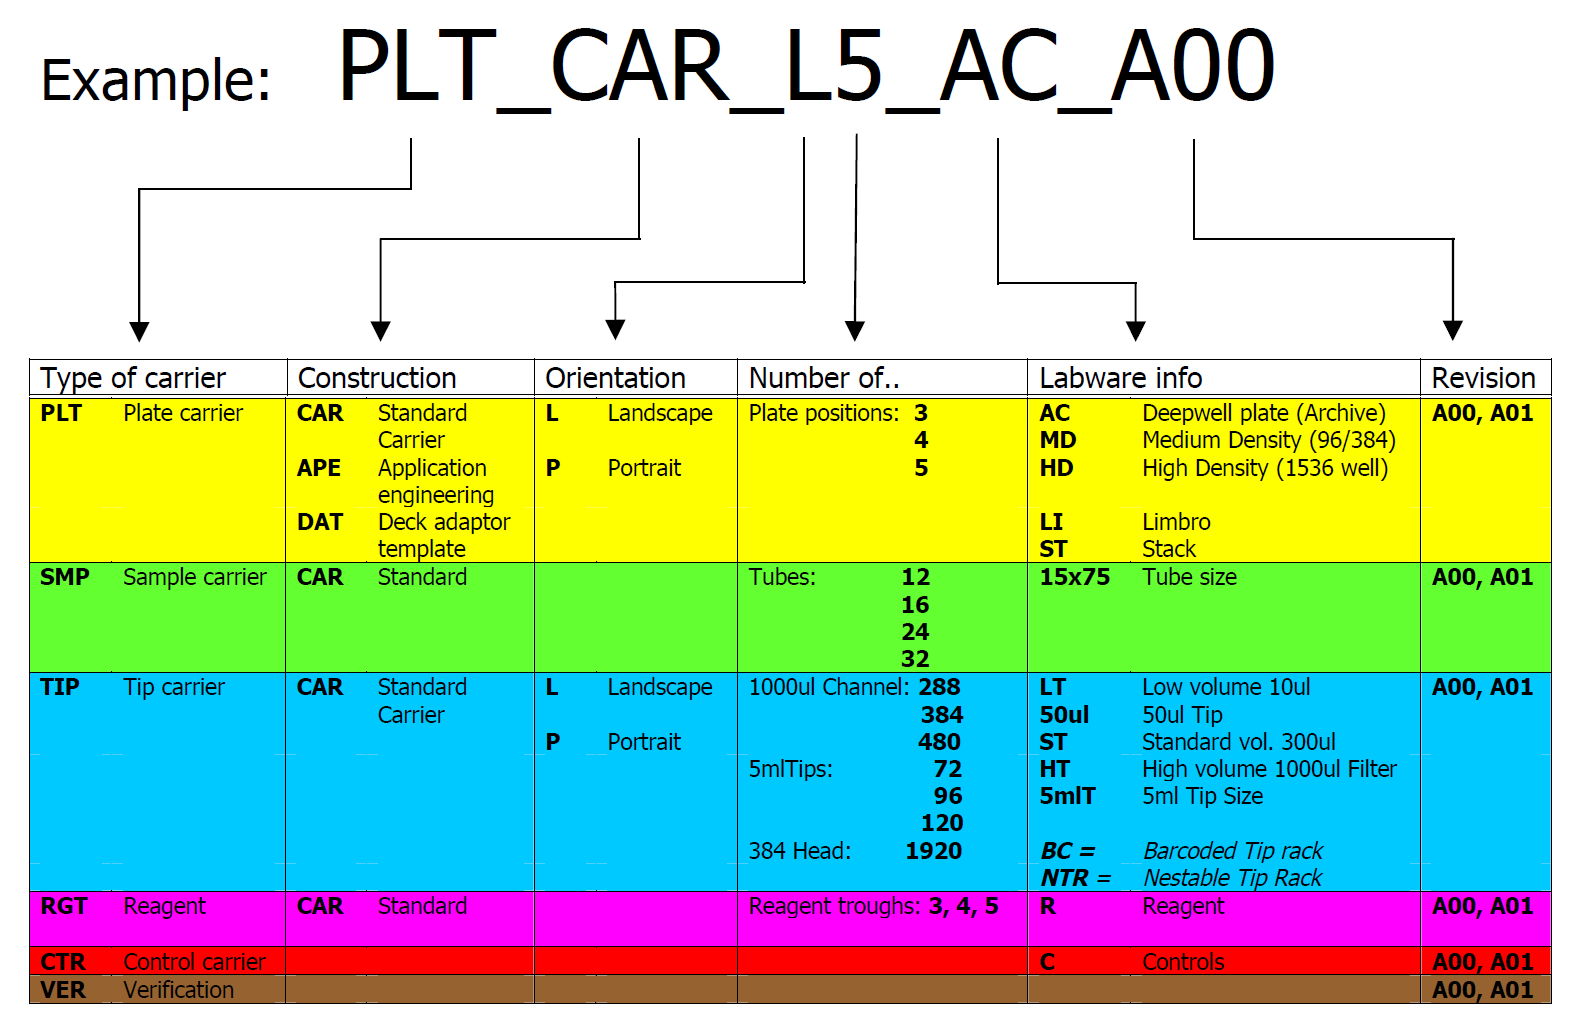 Example: PLT_CAR_L5_AC_A00
Type of carrier Construction Orientation Number of.. Labware info Revision
PLT Plate carrier CAR Standard L Landscape Plate positions: 3 AC Deepwell plate (Archive) A00, A01
Carrier 4 MD Medium Density (96/384)
APE Application P Portrait 5 HD High Density (1536 well)
engineering
DAT Deck adaptor LI Limbro
template ST Stack
SMP Sample carrier CAR Standard Tubes: 12 15x75 Tube size A00, A01
16
24
32
TIP Tip carrier CAR Standard L Landscape 1000ul Channel: 288 LT Low volume 10ul A00, A01
Carrier 384 50ul 50ul Tip
P Portrait 480 ST Standard vol. 300ul
5mlTips: 72 HT High volume 1000ul Filter
96 5mlT 5ml Tip Size
120
384 Head: 1920 BC = Barcoded Tip rack
NTR = Nestable Tip Rack
RGT Reagent CAR Standard Reagent troughs: 3, 4, 5 R Reagent A00, A01
CTR Control carrier C Controls A00, A01
VER Verification A00, A01